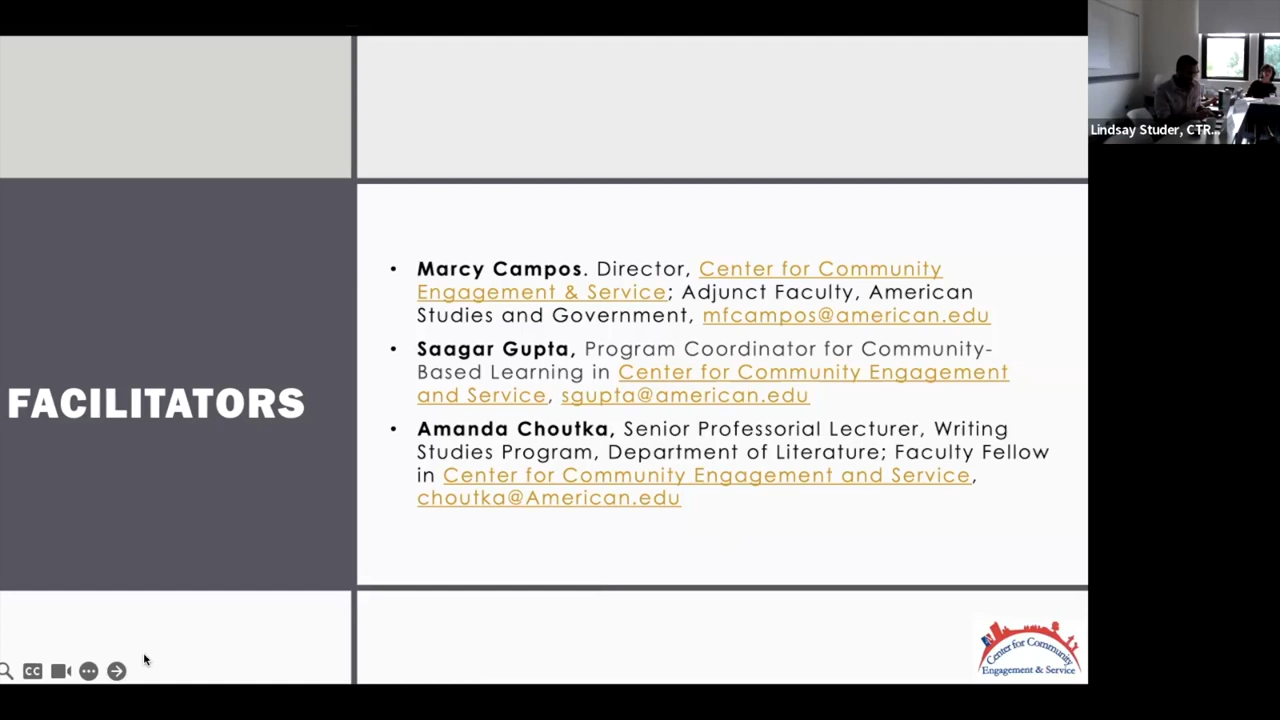 Lindsay Studer, CTR...
FACILITATORS
• Marcy Campos. Director, Center for Community
Engagement & Service; Adjunct Faculty, American
Studies and Government, mfcampos@american.edu
• Saagar Gupta, Program Coordinator for Community-
Based Learning in Center for Community Engagement
and Service, sgupta@american.edu
• Amanda Choutka, Senior Professorial Lecturer, Writing
Studies Program, Department of Literature; Faculty Fellow
in Center for Community Engagement and Service,
choutka@American.edu
Center for Community
Engagement & Service
CC